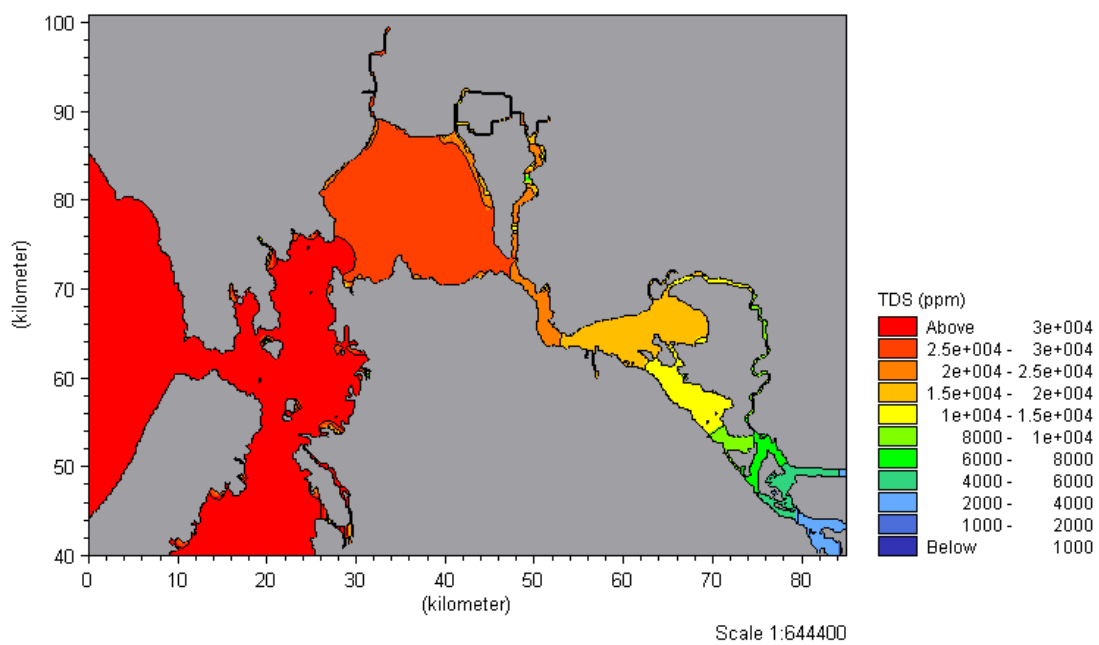 100
90
80
70
60
50
40
(kilometer)
0 10 20 30 40 50 60 70 80
(kilometer)
Scale 1:644400
TDS (ppm)
Above 3e+004
2.5e+004 - 3e+004
2e+004 - 2.5e+004
1.5e+004 - 2e+004
1e+004 - 1.5e+004
8000 - 1e+004
6000 - 8000
4000 - 6000
2000 - 4000
1000 - 2000
Below 1000